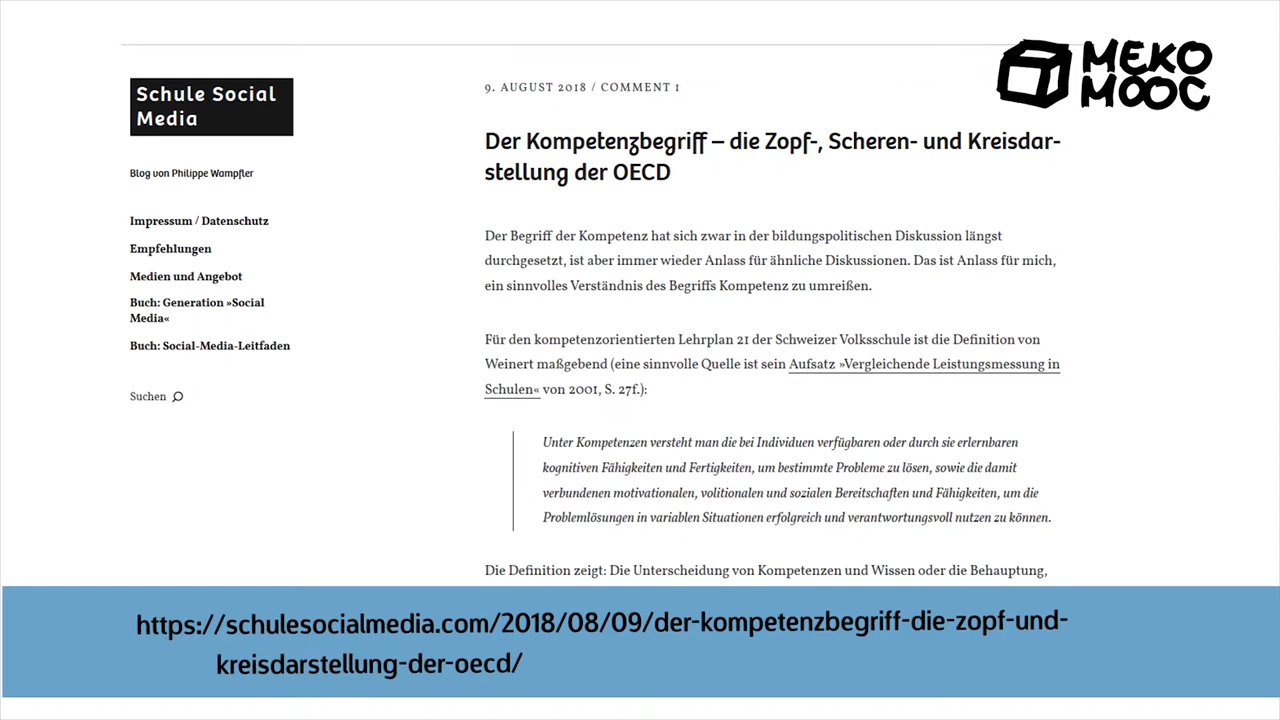 MEKO
MOOC
Schule Social
Media
Blog von Philippe Wampfler
Impressum / Datenschutz
Empfehlungen
Medien und Angebot
Buch: Generation »Social
Media«
Buch: Social-Media-Leitfaden
Suchen
9. AUGUST 2018 / COMMENT 1
Der Kompetenzbegriff – die Zopf-, Scheren- und Kreisdar-
stellung der OECD
Der Begriff der Kompetenz hat sich zwar in der bildungspolitischen Diskussion längst
durchgesetzt, ist aber immer wieder Anlass für ähnliche Diskussionen. Das ist Anlass für mich,
ein sinnvolles Verständnis des Begriffs Kompetenz zu umreißen.
Für den kompetenzorientierten Lehrplan 21 der Schweizer Volksschule ist die Definition von
Weinert maßgebend (eine sinnvolle Quelle ist sein Aufsatz »Vergleichende Leistungsmessung in
Schulen« von 2001, S. 27f.):
Unter Kompetenzen versteht man die bei Individuen verfügbaren oder durch sie erlernbaren
kognitiven Fähigkeiten und Fertigkeiten, um bestimmte Probleme zu lösen, sowie die damit
verbundenen motivationalen, volitionalen und sozialen Bereitschaften und Fähigkeiten, um die
Problemlösungen in variablen Situationen erfolgreich und verantwortungsvoll nutzen zu können.
Die Definition zeigt: Die Unterscheidung von Kompetenzen und Wissen oder die Behauptung,
https://schulesocialmedia.com/2018/08/09/der-kompetenzbegriff-die-zopf-und-
kreisdarstellung-der-oecd/